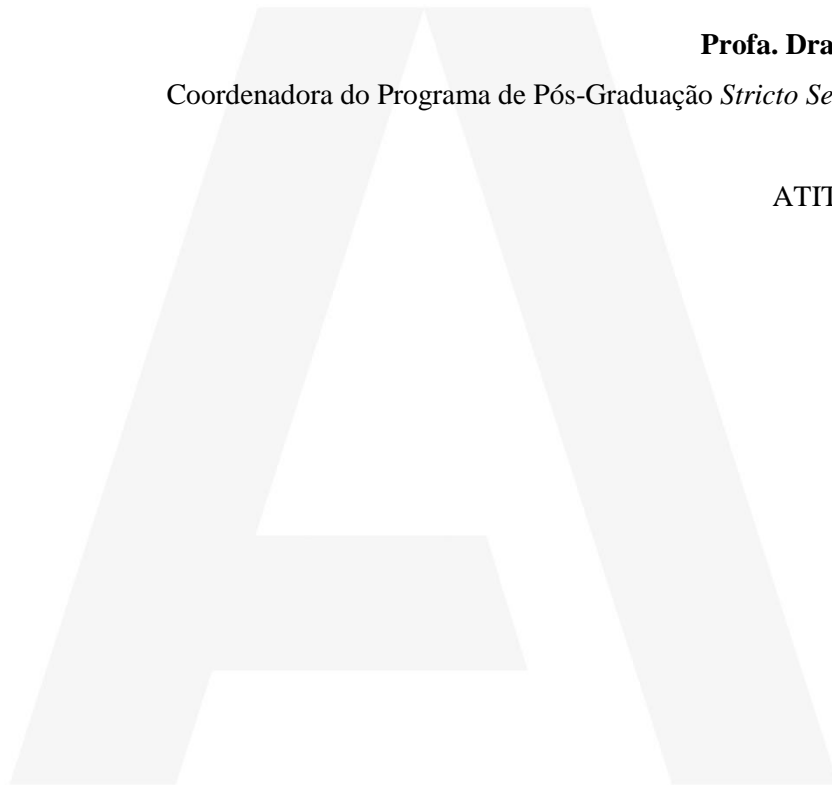 Profa. Dra
Coordenadora do Programa de Pós-Graduação Stricto Se
ATIT